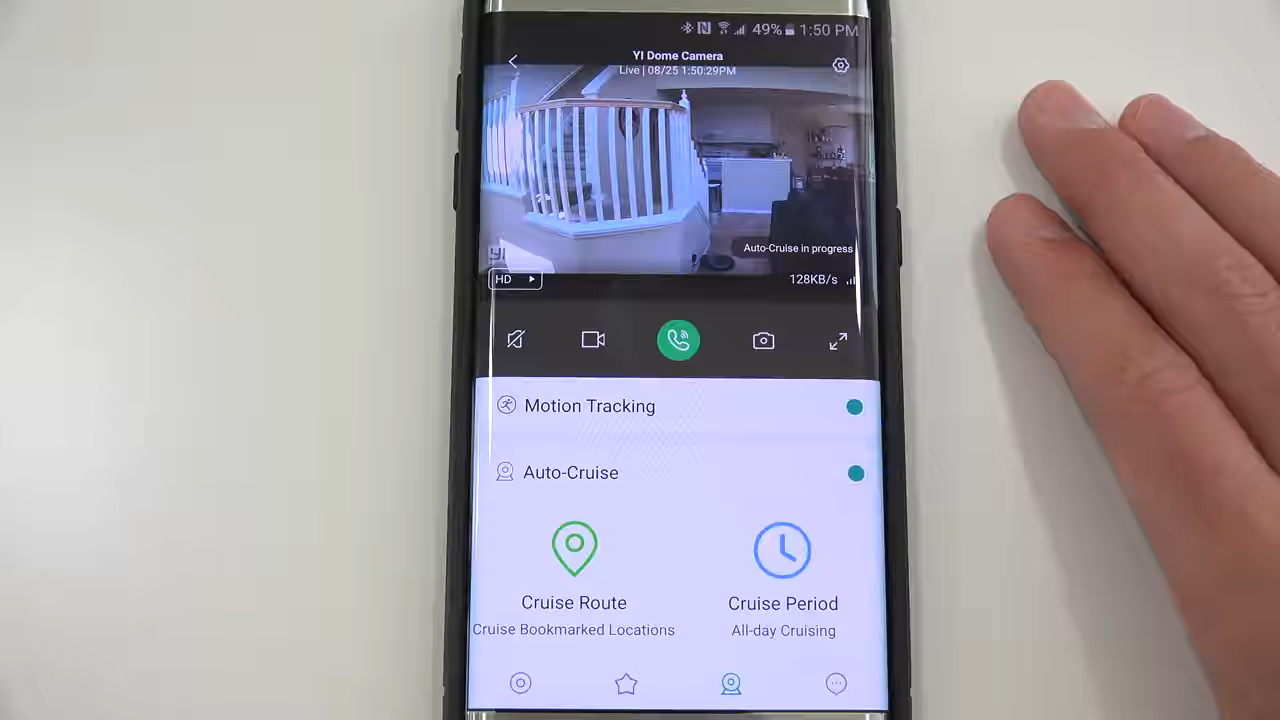 49% 1:50 PM
YI Dome Camera
Live | 08/25 1:50:29PM
Auto-Cruise in progress
YI
HD 128KB/s
Motion Tracking
Auto-Cruise
Cruise Route
Cruise Bookmarked Locations
Cruise Period
All-day Cruising